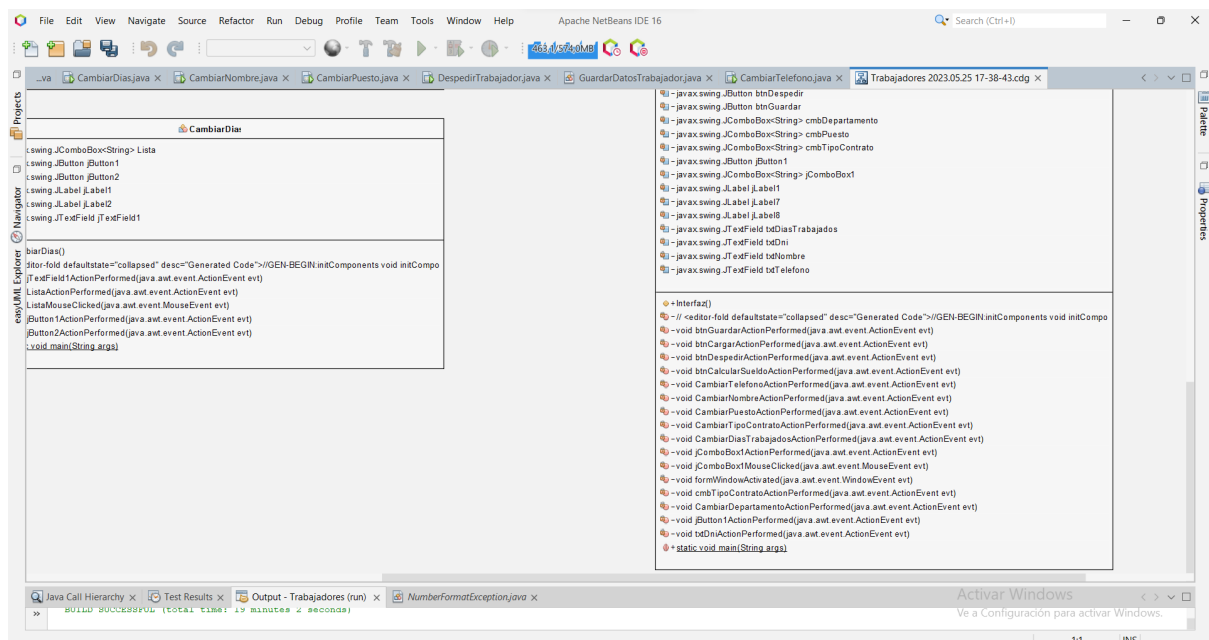 File Edit View Navigate Source Refactor Run Debug Profile Team Tools Window Help Apache NetBeans IDE 16 Search (Ctrl+I)
463,1/574,0MB
...va CambiarDias.java CambiarNombre.java CambiarPuesto.java DespedirTrabajador.java GuardarDatosTrabajador.java CambiarTelefono.java Trabajadores 2023.05.25 17-38-43.cdg
Projects
Navigator
easyUML Explorer
CambiarDias
x.swing.JComboBox<String> Lista
x.swing.JButton jButton1
x.swing.JButton jButton2
x.swing.JLabel jLabel1
x.swing.JLabel jLabel2
x.swing.JTextField jTextField1
biarDias()
ditor-fold defaultstate="collapsed" desc="Generated Code">//GEN-BEGIN:initComponents void initCompo
jTextField1ActionPerformed(java.awt.event.ActionEvent evt)
ListaActionPerformed(java.awt.event.ActionEvent evt)
ListaMouseClicked(java.awt.event.MouseEvent evt)
jButton1ActionPerformed(java.awt.event.ActionEvent evt)
jButton2ActionPerformed(java.awt.event.ActionEvent evt)
void main(String args)
-javax.swing.JButton btnDespedir
-javax.swing.JButton btnGuardar
-javax.swing.JComboBox<String> cmbDepartamento
-javax.swing.JComboBox<String> cmbPuesto
-javax.swing.JComboBox<String> cmbTipoContrato
-javax.swing.JButton jButton1
-javax.swing.JComboBox<String> jComboBox1
-javax.swing.JLabel jLabel1
-javax.swing.JLabel jLabel7
-javax.swing.JLabel jLabel8
-javax.swing.JTextField txtDiasTrabajados
-javax.swing.JTextField txtDni
-javax.swing.JTextField txtNombre
-javax.swing.JTextField txtTelefono
+Interfaz()
-// <editor-fold defaultstate="collapsed" desc="Generated Code">//GEN-BEGIN:initComponents void initCompo
-void btnGuardarActionPerformed(java.awt.event.ActionEvent evt)
-void btnCargarActionPerformed(java.awt.event.ActionEvent evt)
-void btnDespedirActionPerformed(java.awt.event.ActionEvent evt)
-void btnCalcularSueldoActionPerformed(java.awt.event.ActionEvent evt)
-void CambiarTelefonoActionPerformed(java.awt.event.ActionEvent evt)
-void CambiarNombreActionPerformed(java.awt.event.ActionEvent evt)
-void CambiarPuestoActionPerformed(java.awt.event.ActionEvent evt)
-void CambiarTipoContratoActionPerformed(java.awt.event.ActionEvent evt)
-void CambiarDiasTrabajadosActionPerformed(java.awt.event.ActionEvent evt)
-void jComboBox1ActionPerformed(java.awt.event.ActionEvent evt)
-void jComboBox1MouseClicked(java.awt.event.MouseEvent evt)
-void formWindowActivated(java.awt.event.WindowEvent evt)
-void cmbTipoContratoActionPerformed(java.awt.event.ActionEvent evt)
-void CambiarDepartamentoActionPerformed(java.awt.event.ActionEvent evt)
-void jButton1ActionPerformed(java.awt.event.ActionEvent evt)
-void txtDniActionPerformed(java.awt.event.ActionEvent evt)
+static void main(String args)
Palette
Properties
Java Call Hierarchy Test Results Output - Trabajadores (run) NumberFormatException.java
BUILD SUCCESSFUL (total time: 19 minutes 2 seconds)
Activar Windows
Ve a Configuración para activar Windows.
1:1 INS